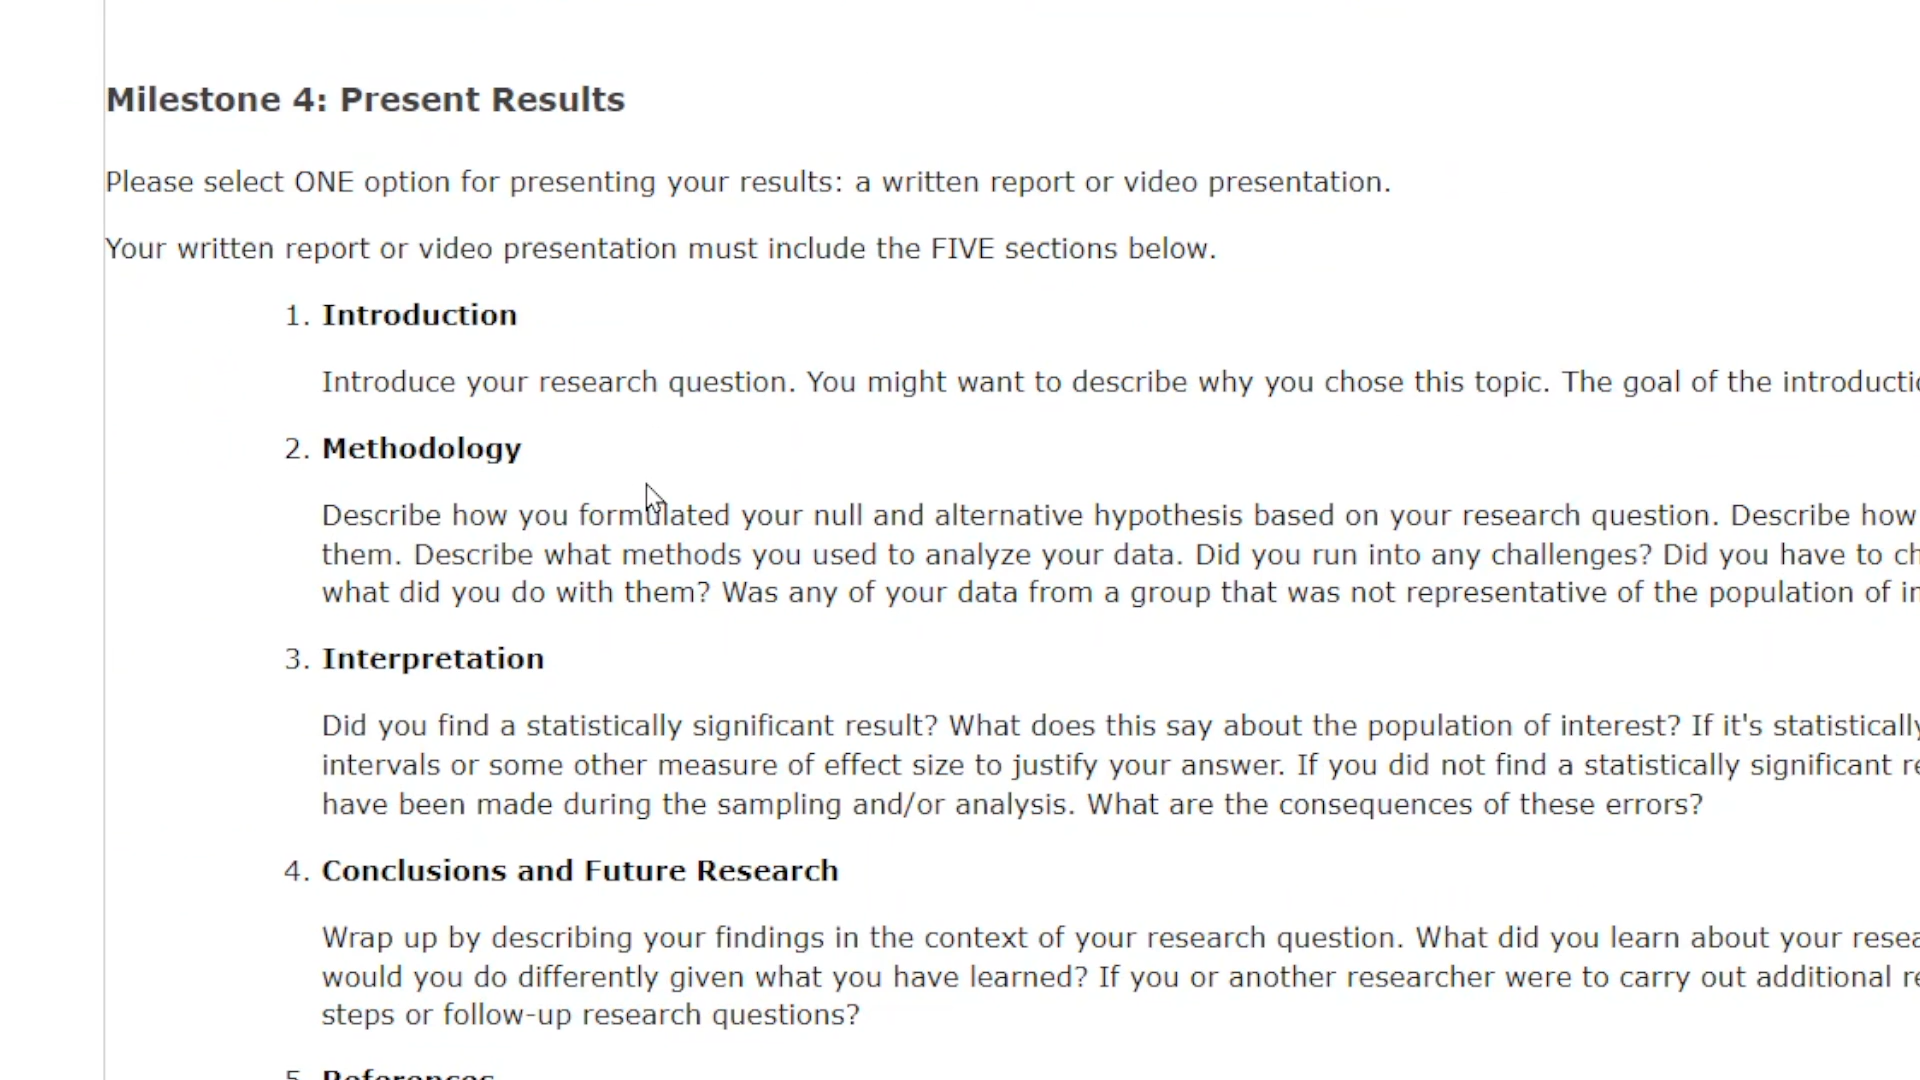 Milestone 4: Present Results
Please select ONE option for presenting your results: a written report or video presentation.
Your written report or video presentation must include the FIVE sections below.
1. Introduction
Introduce your research question. You might want to describe why you chose this topic. The goal of the
2. Methodology
Describe how you formulated your null and alternative hypothesis based on your research question. Describe how
them. Describe what methods you used to analyze your data. Did you run into any challenges? Did you have to
what did you do with them? Was any of your data from a group that was not representative of the population of
3. Interpretation
Did you find a statistically significant result? What does this say about the population of interest? If it's statistically
intervals or some other measure of effect size to justify your answer. If you did not find a statistically significant
have been made during the sampling and/or analysis. What are the consequences of these errors?
4. Conclusions and Future Research
Wrap up by describing your findings in the context of your research question. What did you learn about your
would you do differently given what you have learned? If you or another researcher were to carry out additional
steps or follow-up research questions?
5. References